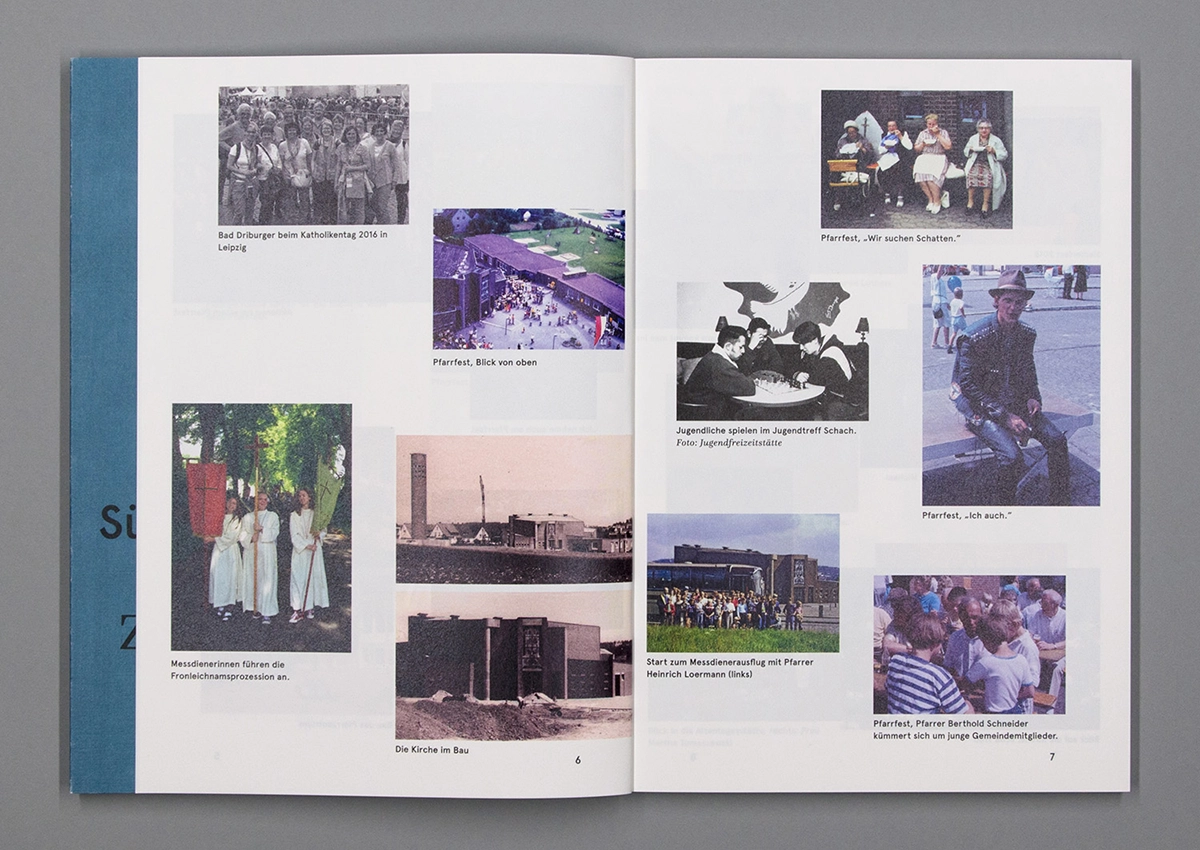 Bad Driburger beim Katholikentag 2016 in
Leipzig
Pfarrfest, Blick von oben
Sü
Z
Messdienerinnen führen die
Fronleichnamsprozession an.
Die Kirche im Bau
6
Pfarrfest, „Wir suchen Schatten.“
Jugendliche spielen im Jugendtreff Schach.
Foto: Jugendfreizeitstätte
Pfarrfest, „Ich auch.“
Start zum Messdienerausflug mit Pfarrer
Heinrich Loermann (links)
Pfarrfest, Pfarrer Berthold Schneider
kümmert sich um junge Gemeindemitglieder.
7